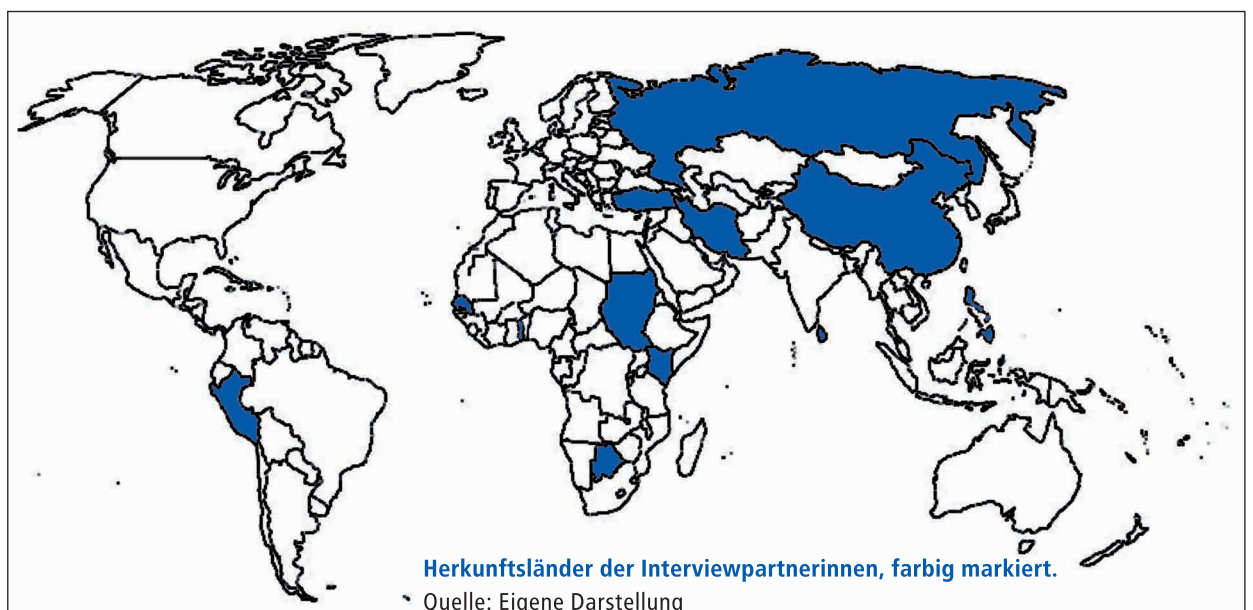 Herkunftsländer der Interviewpartnerinnen, farbig markiert.
Quelle: Eigene Darstellung